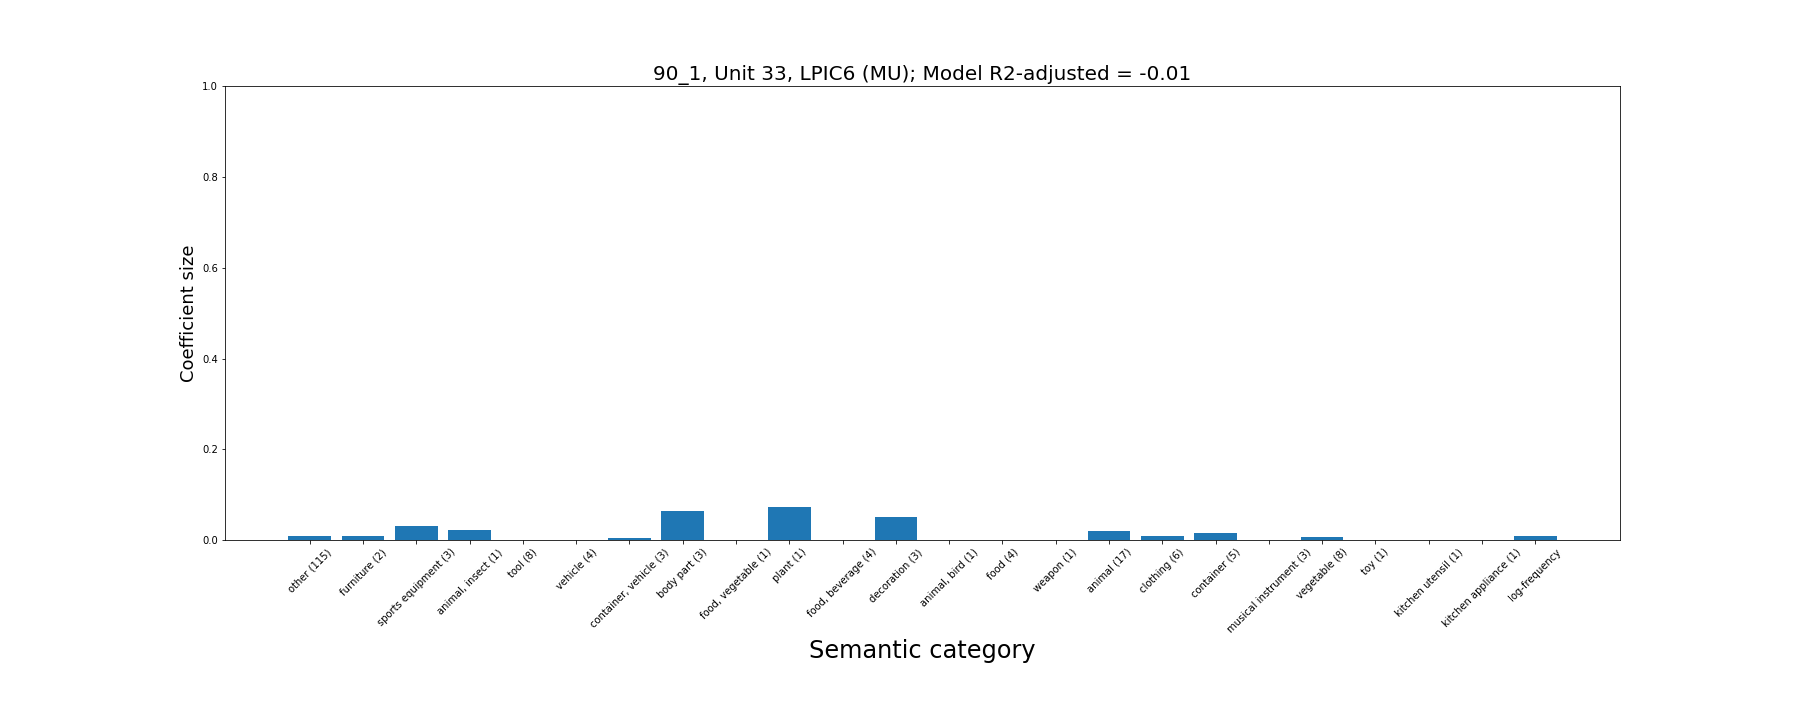 90_1, Unit 33, LPIC6 (MU); Model R2-adjusted = -0.01
1.0
0.8
0.6
0.4
0.2
0.0
Coefficient size
other (115)
furniture (2)
sports equipment (3)
animal, insect (1)
tool (8)
vehicle (4)
container, vehicle (3)
body part (3)
food, vegetable (1)
plant (1)
food, beverage (4)
decoration (3)
animal, bird (1)
food (4)
weapon (1)
animal (17)
clothing (6)
container (5)
musical instrument (3)
vegetable (8)
toy (1)
kitchen utensil (1)
kitchen appliance (1)
log-frequency
Semantic category